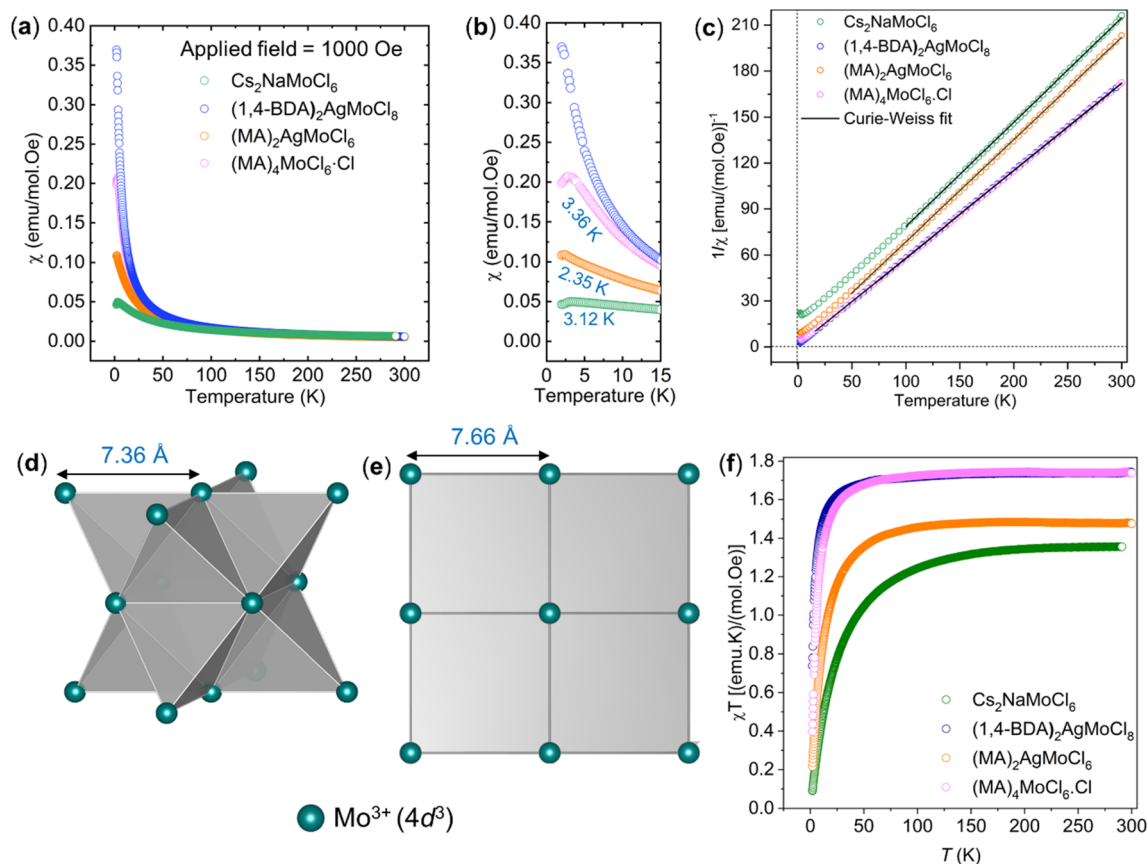 (a)
0.40
0.35
0.30
0.25
0.20
0.15
0.10
0.05
0.00
χ (emu/mol.Oe)
Applied field = 1000 Oe
Cs₂NaMoCl₆
(1,4-BDA)₂AgMoCl₈
(MA)₂AgMoCl₆
(MA)₄MoCl₆·Cl
0 50 100 150 200 250 300
Temperature (K)
(b)
0.40
0.35
0.30
0.25
0.20
0.15
0.10
0.05
0.00
χ (emu/mol.Oe)
3.36 K
2.35 K
3.12 K
0 5 10 15
Temperature (K)
(c)
210
180
150
120
90
60
30
0
1/χ [emu/(mol.Oe)]⁻¹
Cs₂NaMoCl₆
(1,4-BDA)₂AgMoCl₈
(MA)₂AgMoCl₆
(MA)₄MoCl₆·Cl
Curie-Weiss fit
0 50 100 150 200 250 300
Temperature (K)
(d)
7.36 Å
(e)
7.66 Å
Mo³⁺ (4d³)
(f)
1.8
1.6
1.4
1.2
1.0
0.8
0.6
0.4
0.2
0.0
χT [(emu.K)/(mol.Oe)]
Cs₂NaMoCl₆
(1,4-BDA)₂AgMoCl₈
(MA)₂AgMoCl₆
(MA)₄MoCl₆.Cl
0 50 100 150 200 250 300
T (K)